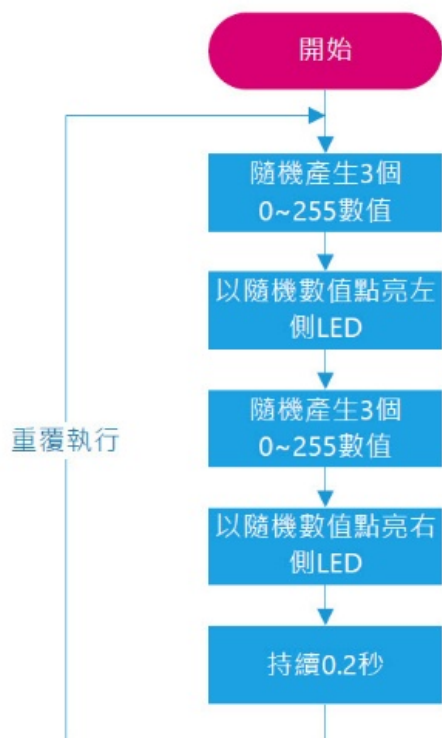 開始
隨機產生3個
0~255數值
以隨機數值點亮左
側LED
隨機產生3個
0~255數值
重覆執行
以隨機數值點亮右
側LED
持續0.2秒